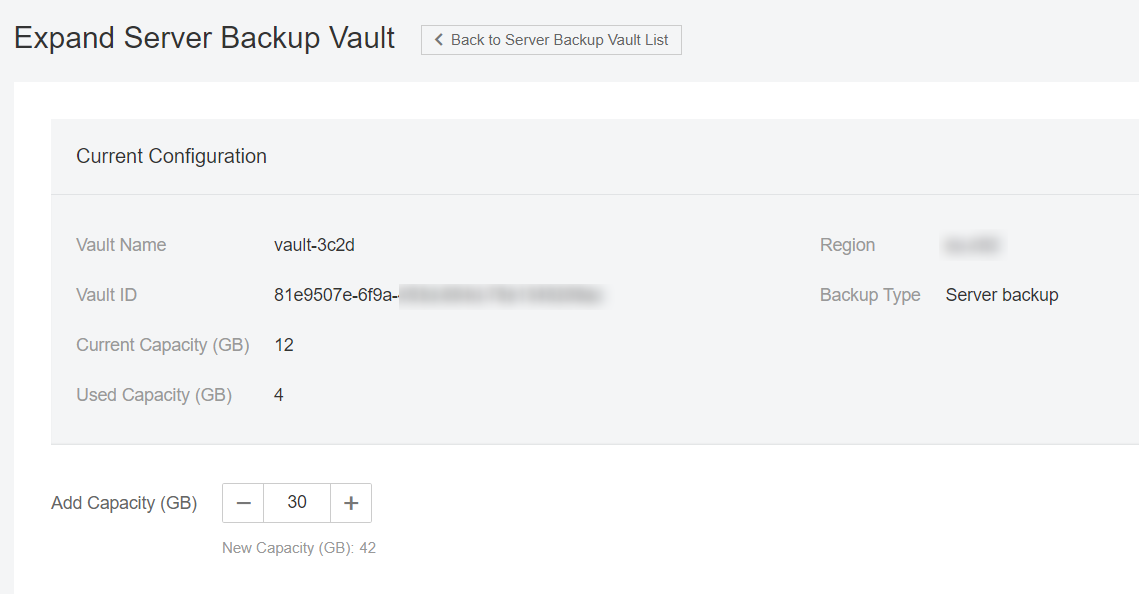 Expand Server Backup Vault
Back to Server Backup Vault List
Current Configuration
Vault Name vault-3c2d Region
Vault ID 81e9507e-6f9a- Backup Type Server backup
Current Capacity (GB) 12
Used Capacity (GB) 4
Add Capacity (GB) − 30 +
New Capacity (GB): 42